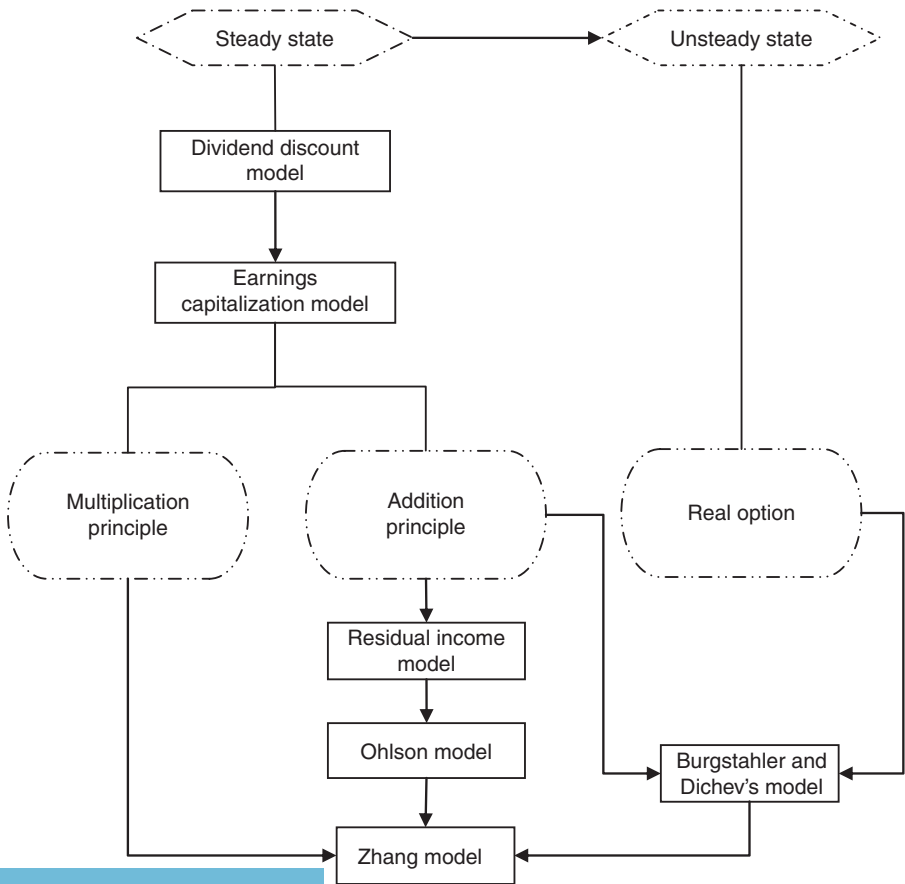 Steady state
Unsteady state
Dividend discount
model
Earnings
capitalization model
Multiplication
principle
Addition
principle
Real option
Residual income
model
Ohlson model
Burgstahler and
Dichev's model
Zhang model